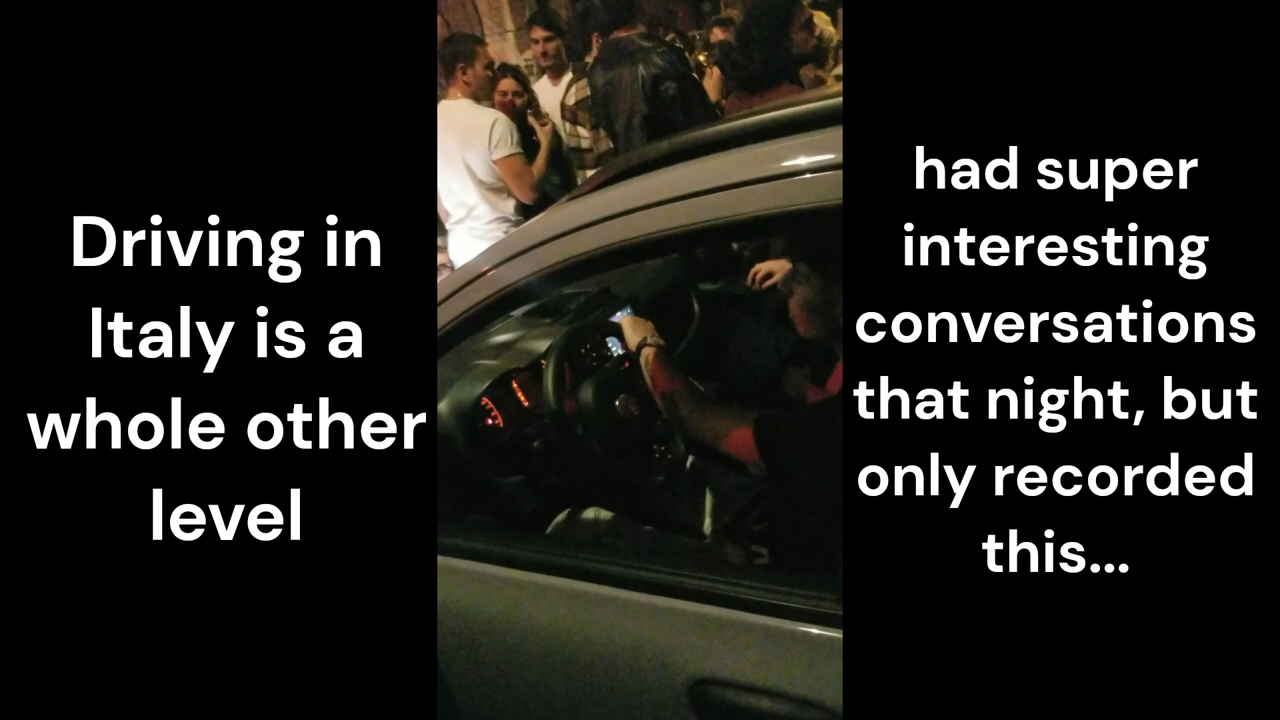 Driving in
Italy is a
whole other
level
had super
interesting
conversations
that night, but
only recorded
this...